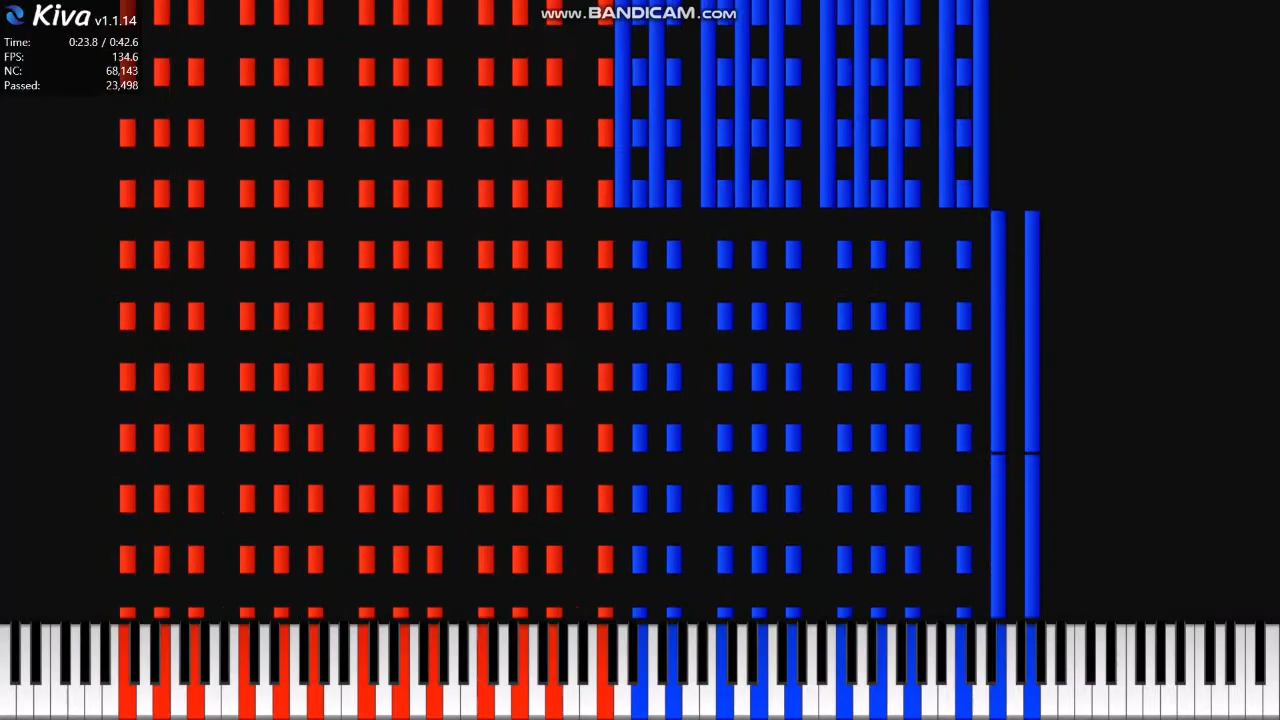 Kiva v1.1.14
www.BANDICAM.com
Time: 0:23.8 / 0:42.6
FPS: 134.6
NC: 68,143
Passed: 23,498